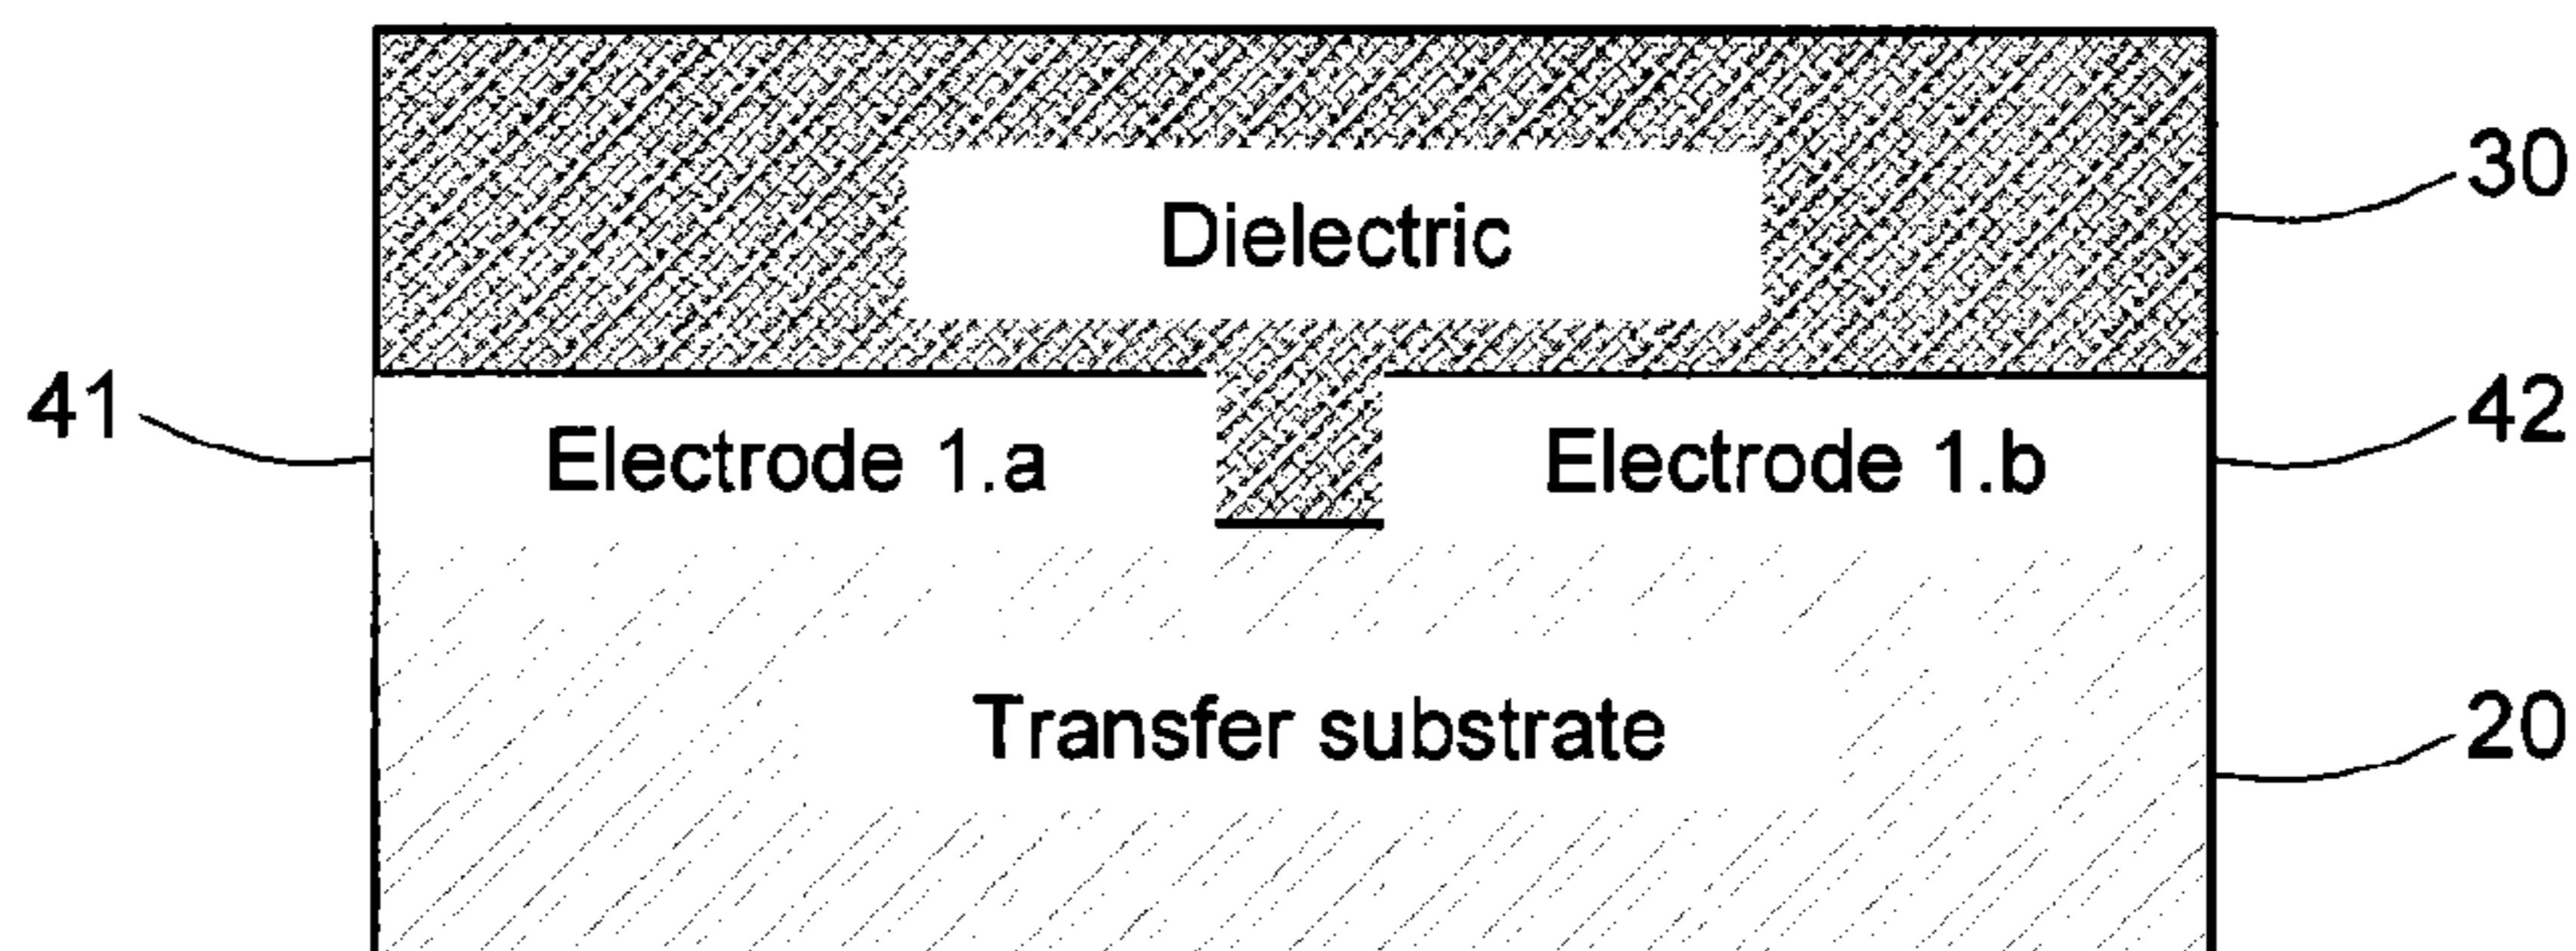 Dielectric
30
41
Electrode 1.a
Electrode 1.b
42
Transfer substrate
20